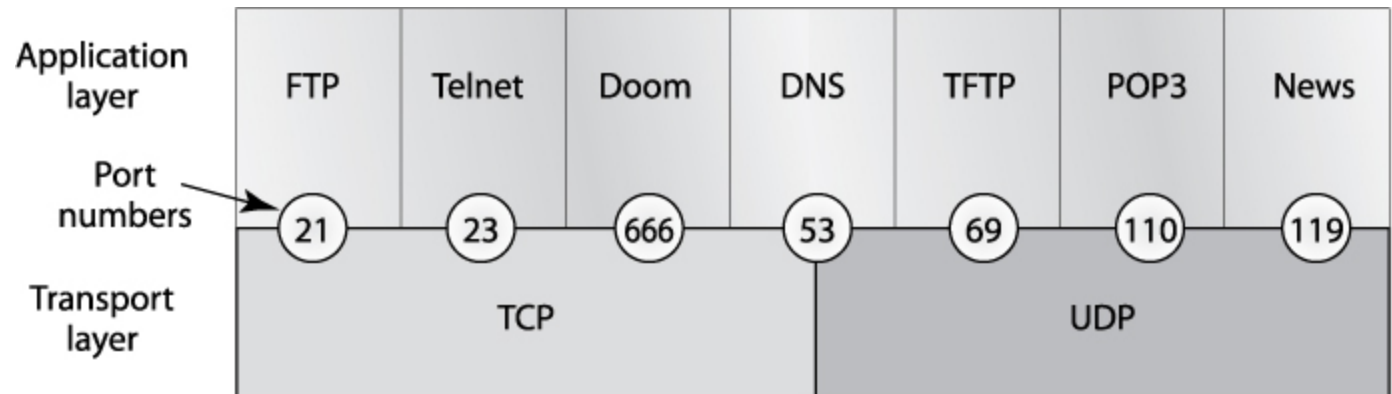 Application
layer
FTP
Telnet
Doom
DNS
TFTP
POP3
News
Port
numbers
21
23
666
53
69
110
119
Transport
layer
TCP
UDP